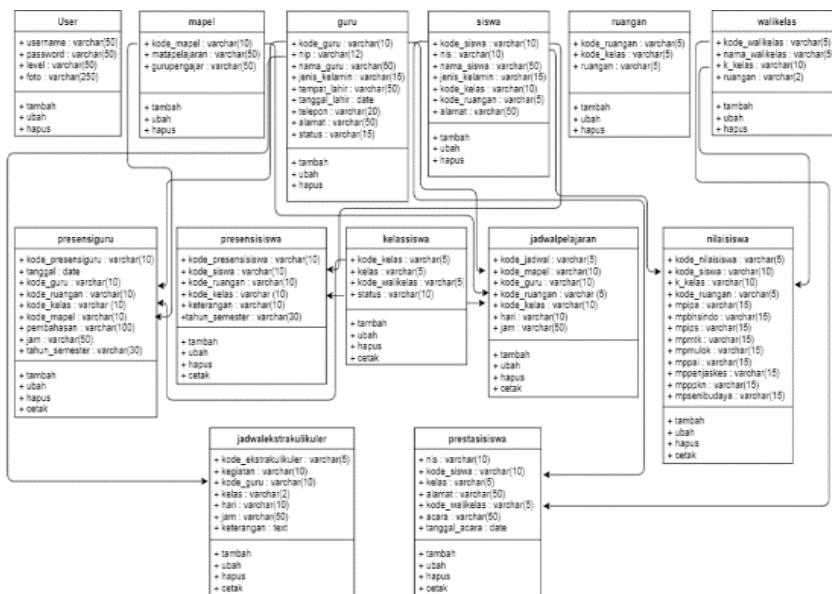 User
+ username : varchar(50)
+ password : varchar(50)
+ level : varchar(50)
+ foto : varchar(250)
+ tambah
+ ubah
+ hapus
mapel
+ kode_mapel : varchar(10)
+ matapelajaran : varchar(50)
+ gurupengajar : varchar(50)
+ tambah
+ ubah
+ hapus
guru
+ kode_guru : varchar(10)
+ nip : varchar(12)
+ nama_guru : varchar(50)
+ jenis_kelamin : varchar(15)
+ tempat_lahir : varchar(50)
+ tanggal_lahir : date
+ telepon : varchar(20)
+ alamat : varchar(50)
+ status : varchar(15)
+ tambah
+ ubah
+ hapus
siswa
+ kode_siswa : varchar(10)
+ nis : varchar(10)
+ nama_siswa : varchar(50)
+ jenis_kelamin : varchar(15)
+ kode_kelas : varchar(10)
+ kode_ruangan : varchar(5)
+ alamat : varchar(50)
+ tambah
+ ubah
+ hapus
ruangan
+ kode_ruangan : varchar(5)
+ kode_kelas : varchar(5)
+ ruangan : varchar(5)
+ tambah
+ ubah
+ hapus
walikelas
+ kode_walikelas : varchar(5)
+ nama_walikelas : varchar(50)
+ k_kelas : varchar(10)
+ ruangan : varchar(2)
+ tambah
+ ubah
+ hapus
presensiguru
+ kode_presensiguru : varchar(10)
+ tanggal : date
+ kode_guru : varchar(10)
+ kode_ruangan : varchar(10)
+ kode_kelas : varchar (10)
+ kode_mapel : varchar(10)
+ pembahasan : varchar(100)
+ jam : varchar(50)
+ tahun_semester : varchar(30)
+ tambah
+ ubah
+ hapus
+ cetak
presensisiswa
+ kode_presensisiswa : varchar(10)
+ kode_siswa : varchar(10)
+ kode_ruangan : varchar(10)
+ kode_kelas : varchar (10)
+ keterangan : varchar(10)
+tahun_semester : varchar(30)
+ tambah
+ ubah
+ hapus
+ cetak
kelassiswa
+ kode_kelas : varchar(5)
+ kelas : varchar(5)
+ kode_walikelas : varchar(5)
+ status : varchar(10)
+ tambah
+ ubah
+ hapus
+ cetak
jadwalpelajaran
+ kode_jadwal : varchar(5)
+ kode_mapel : varchar(10)
+ kode_guru : varchar(10)
+ kode_ruangan : varchar (5)
+ kode_kelas : varchar(10)
+ hari : varchar(10)
+ jam : varchar(50)
+ tambah
+ ubah
+ hapus
+ cetak
nilaisiswa
+ kode_nilaisiswa : varchar(5)
+ kode_siswa : varchar(10)
+ k_kelas : varchar(10)
+ kode_ruangan : varchar(5)
+ mpipa : varchar(15)
+ mpbhsindo : varchar(15)
+ mpips : varchar(15)
+ mpmtk : varchar(15)
+ mpmulok : varchar(15)
+ mppai : varchar(15)
+ mppenjaskes : varchar(15)
+ mpppkn : varchar(15)
+ mpsenibudaya : varchar(15)
+ tambah
+ ubah
+ hapus
+ cetak
jadwalekstrakulikuler
+ kode_ekstrakulikuler : varchar(5)
+ kegiatan : varchar(10)
+ kode_guru : varchar(10)
+ kelas : varchar(2)
+ hari : varchar(10)
+ jam : varchar(50)
+ keterangan : text
+ tambah
+ ubah
+ hapus
+ cetak
prestasisiswa
+ nis : varchar(10)
+ kode_siswa : varchar(10)
+ kelas : varchar(5)
+ alamat : varchar(50)
+ kode_walikelas : varchar(5)
+ acara : varchar(50)
+ tanggal_acara : date
+ tambah
+ ubah
+ hapus
+ cetak